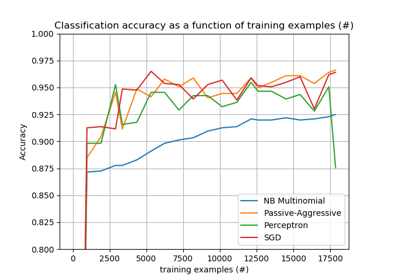 Classification accuracy as a function of training examples (#)
1.000
0.975
0.950
0.925
0.900
0.875
0.850
0.825
0.800
Accuracy
NB Multinomial
Passive-Aggressive
Perceptron
SGD
0 2500 5000 7500 10000 12500 15000 17500
training examples (#)